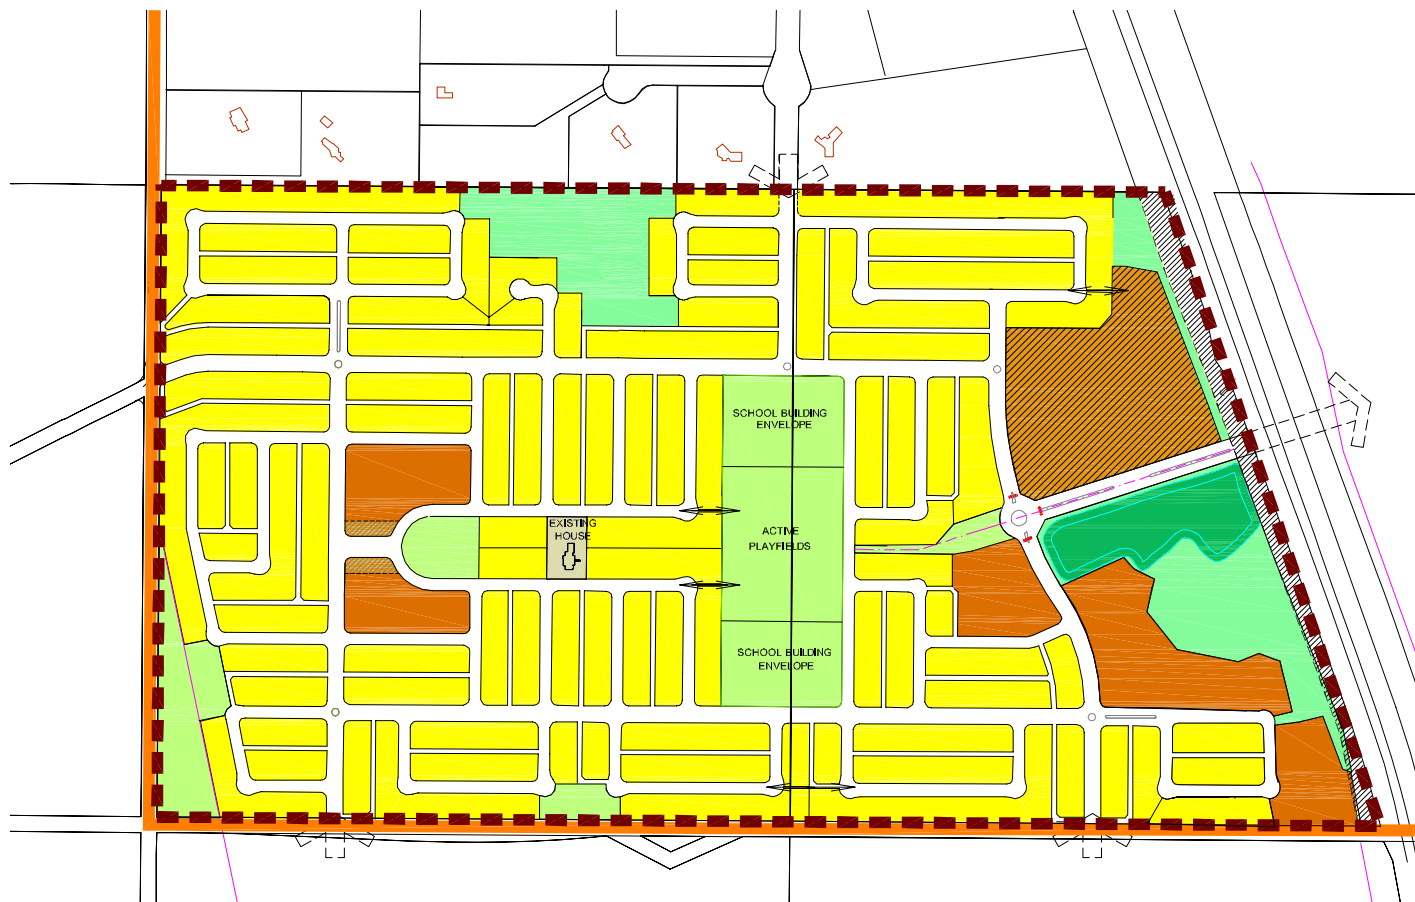 SCHOOL BUILDING
ENVELOPE
EXISTING
HOUSE
ACTIVE
PLAYFIELDS
SCHOOL BUILDING
ENVELOPE